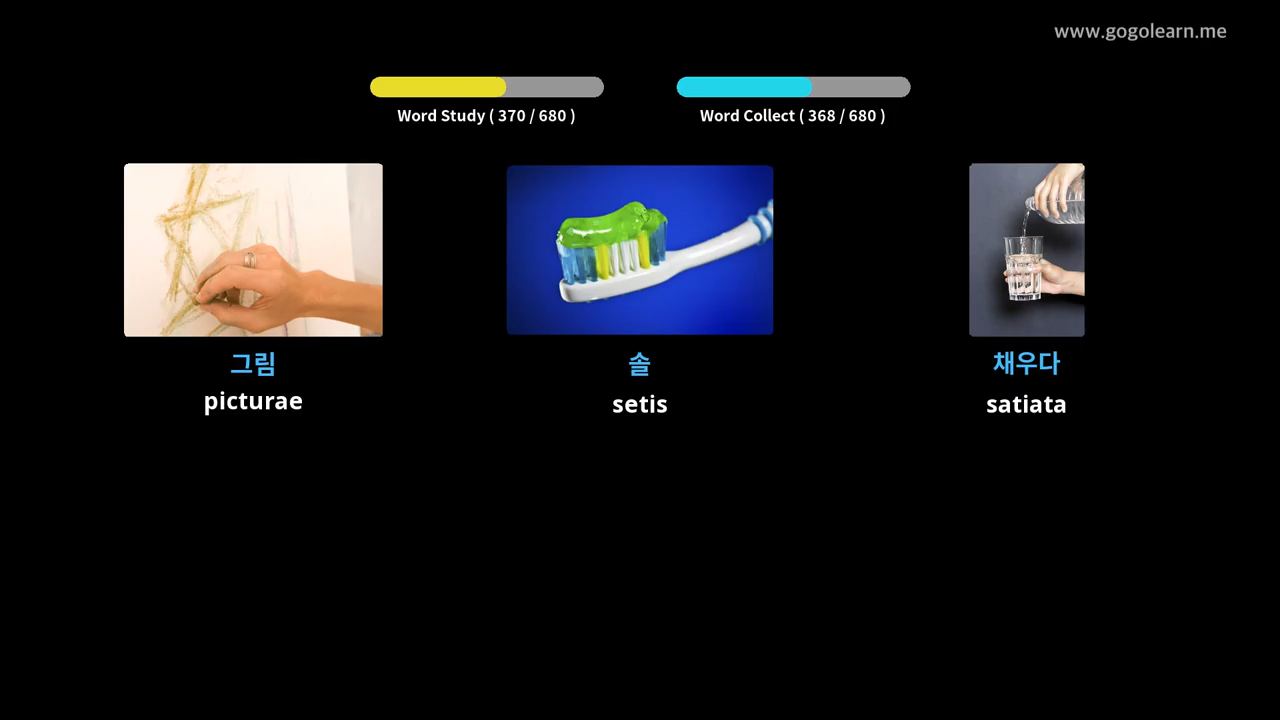 www.gogolearn.me
Word Study ( 370 / 680 )
Word Collect ( 368 / 680 )
그림
picturae
솔
setis
채우다
satiata